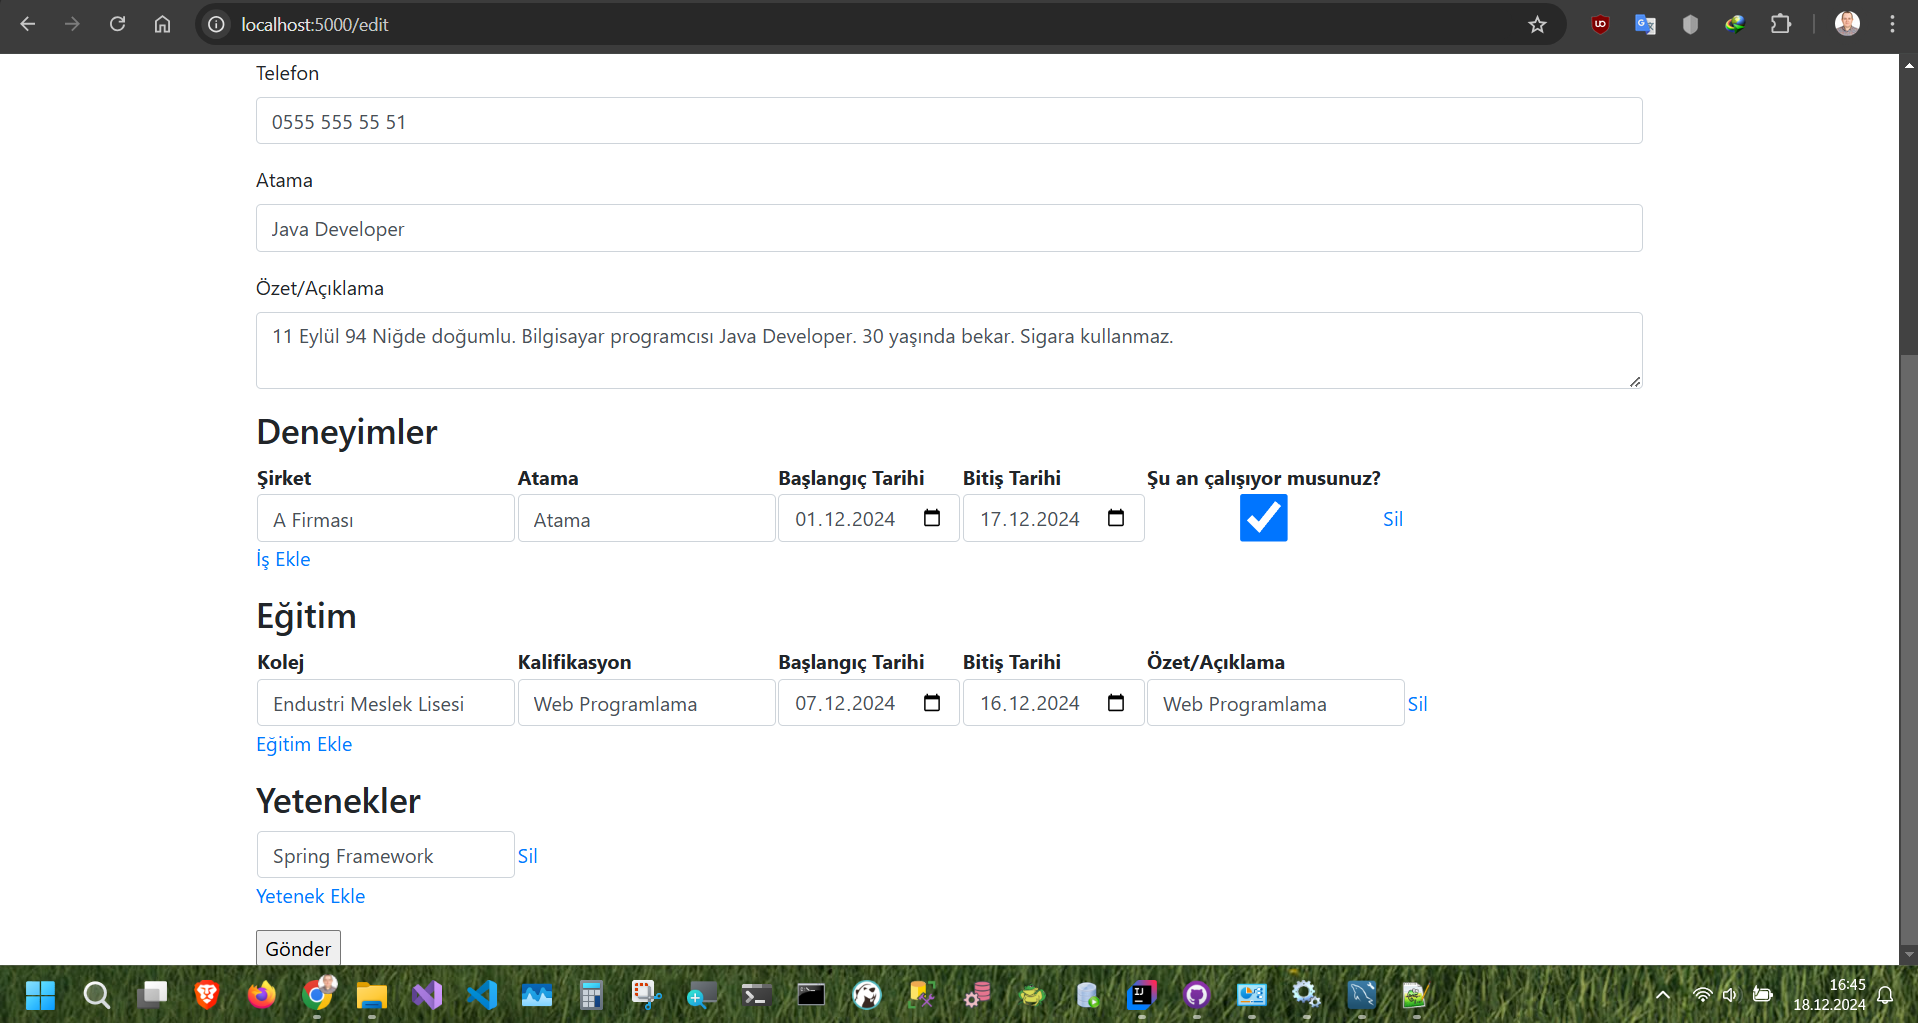 localhost:5000/edit
Telefon
0555 555 55 51
Atama
Java Developer
Özet/Açıklama
11 Eylül 94 Niğde doğumlu. Bilgisayar programcısı Java Developer. 30 yaşında bekar. Sigara kullanmaz.
Deneyimler
Şirket Atama Başlangıç Tarihi Bitiş Tarihi Şu an çalışıyor musunuz?
A Firması Atama 01.12.2024 17.12.2024 Sil
İş Ekle
Eğitim
Kolej Kalifikasyon Başlangıç Tarihi Bitiş Tarihi Özet/Açıklama
Endustri Meslek Lisesi Web Programlama 07.12.2024 16.12.2024 Web Programlama Sil
Eğitim Ekle
Yetenekler
Spring Framework Sil
Yetenek Ekle
Gönder
16:45
18.12.2024